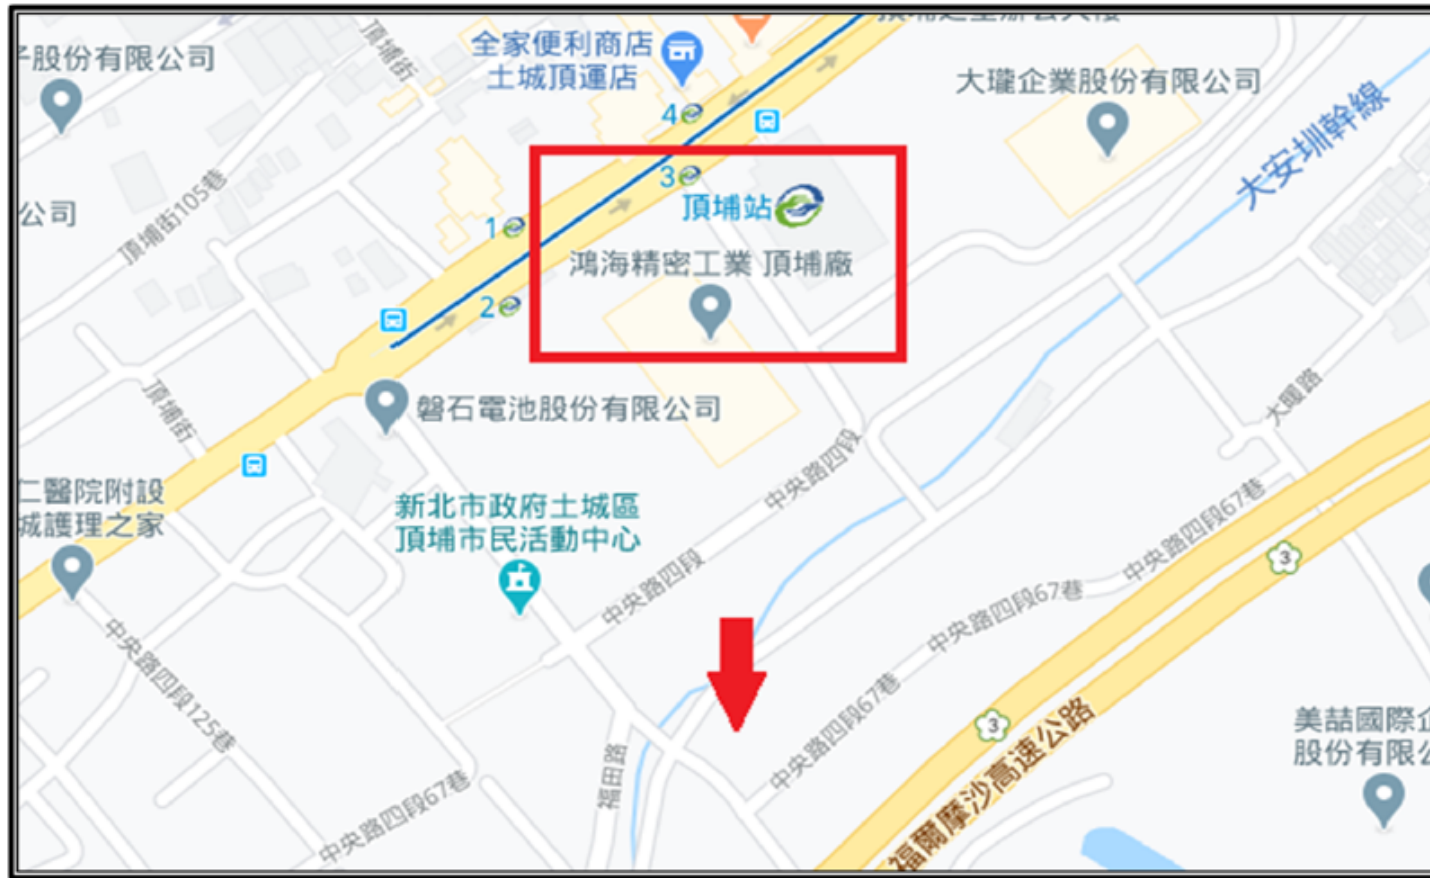 子股份有限公司
頂埔街
全家便利商店
土城頂運店
大瓏企業股份有限公司
大安圳幹線
4
3
頂埔站
1
2
鴻海精密工業 頂埔廠
公司
頂埔街105巷
頂埔街
磐石電池股份有限公司
大暖路
中央路四段
仁醫院附設
城護理之家
新北市政府土城區
頂埔市民活動中心
中央路四段
中央路四段67巷
中央路四段67巷
中央路四段67巷
3
3
中央路四段125巷
福田路
中央路四段67巷
福爾摩沙高速公路
美喆國際企
股份有限公